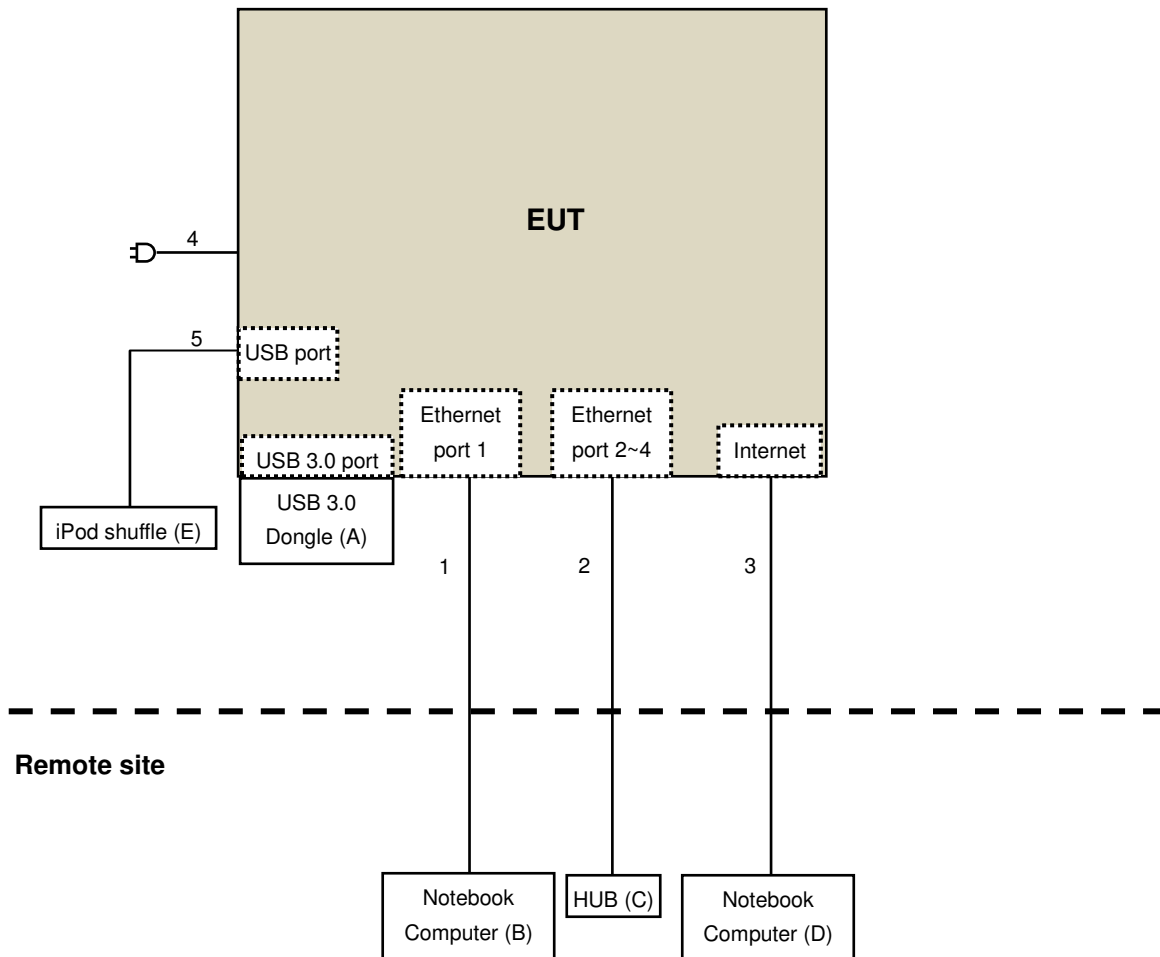 EUT
4
5
USB port
Ethernet
port 1
Ethernet
port 2~4
Internet
USB 3.0 port
USB 3.0
Dongle (A)
iPod shuffle (E)
1
2
3
Remote site
Notebook
Computer (B)
HUB (C)
Notebook
Computer (D)